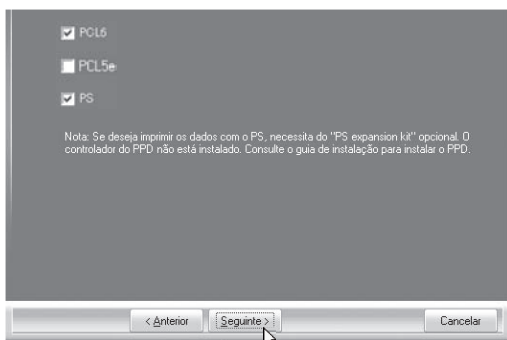 PCL6
PCL5e
PS
Nota: Se deseja imprimir os dados com o PS, necessita do "PS expansion kit" opcional. O
controlador do PPD não está instalado. Consulte o guia de instalação para instalar o PPD.
< Anterior
Seguinte >
Cancelar